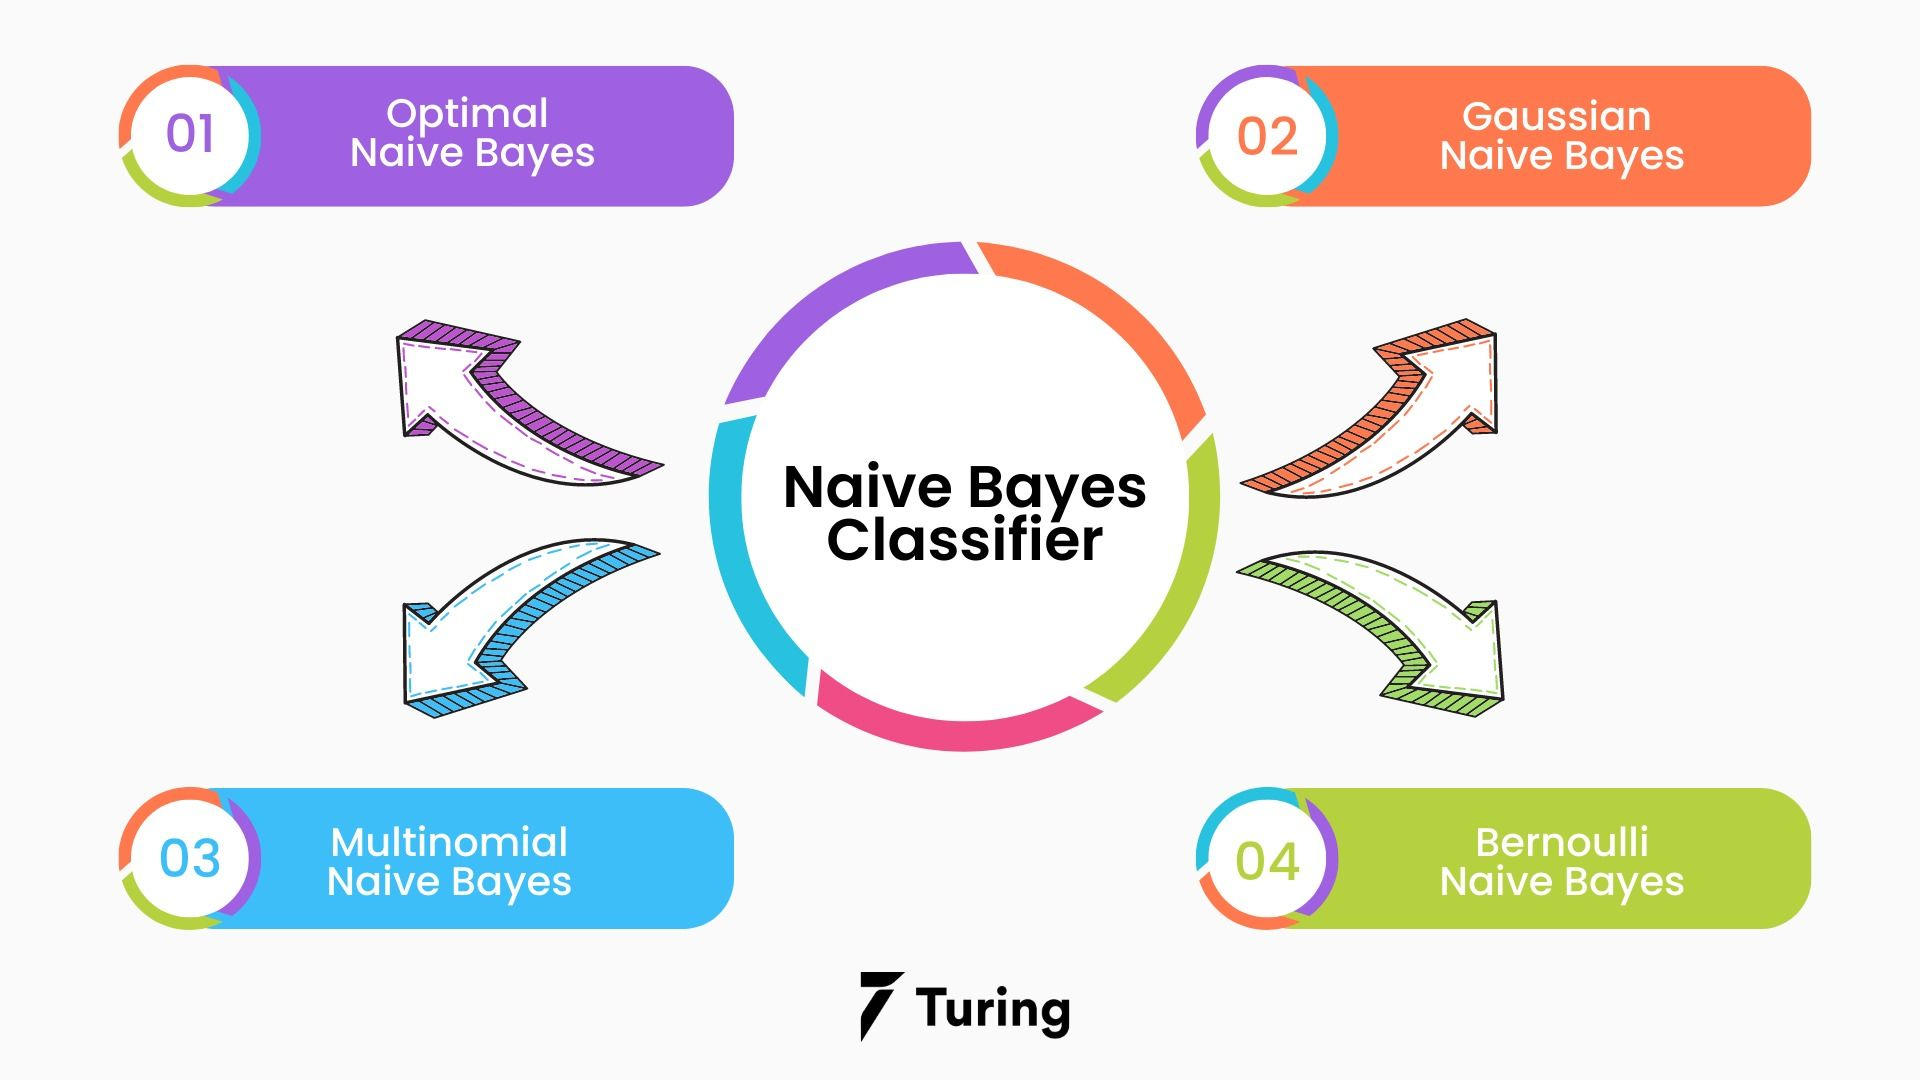 01
Optimal
Naive Bayes
02
Gaussian
Naive Bayes
Naive Bayes
Classifier
03
Multinomial
Naive Bayes
04
Bernoulli
Naive Bayes
Turing